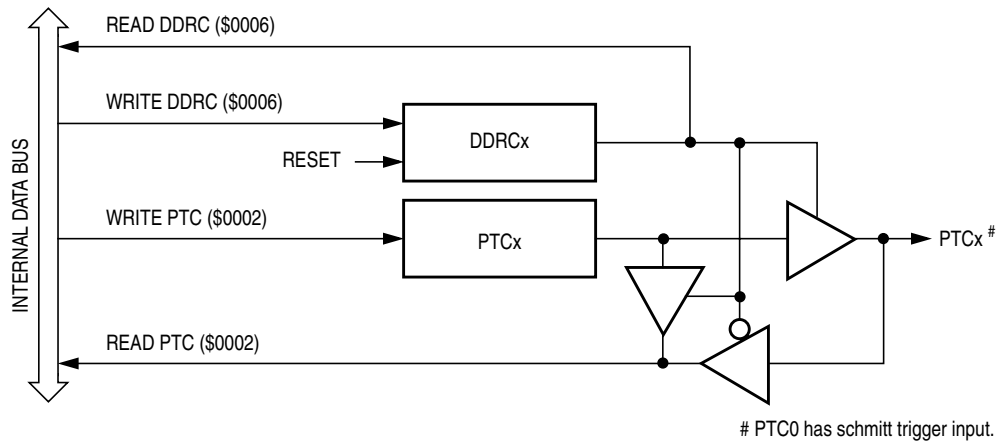 READ DDRC ($0006)
WRITE DDRC ($0006)
DDRCx
RESET
INTERNAL DATA BUS
WRITE PTC ($0002)
PTCx
PTCx #
READ PTC ($0002)
# PTC0 has schmitt trigger input.